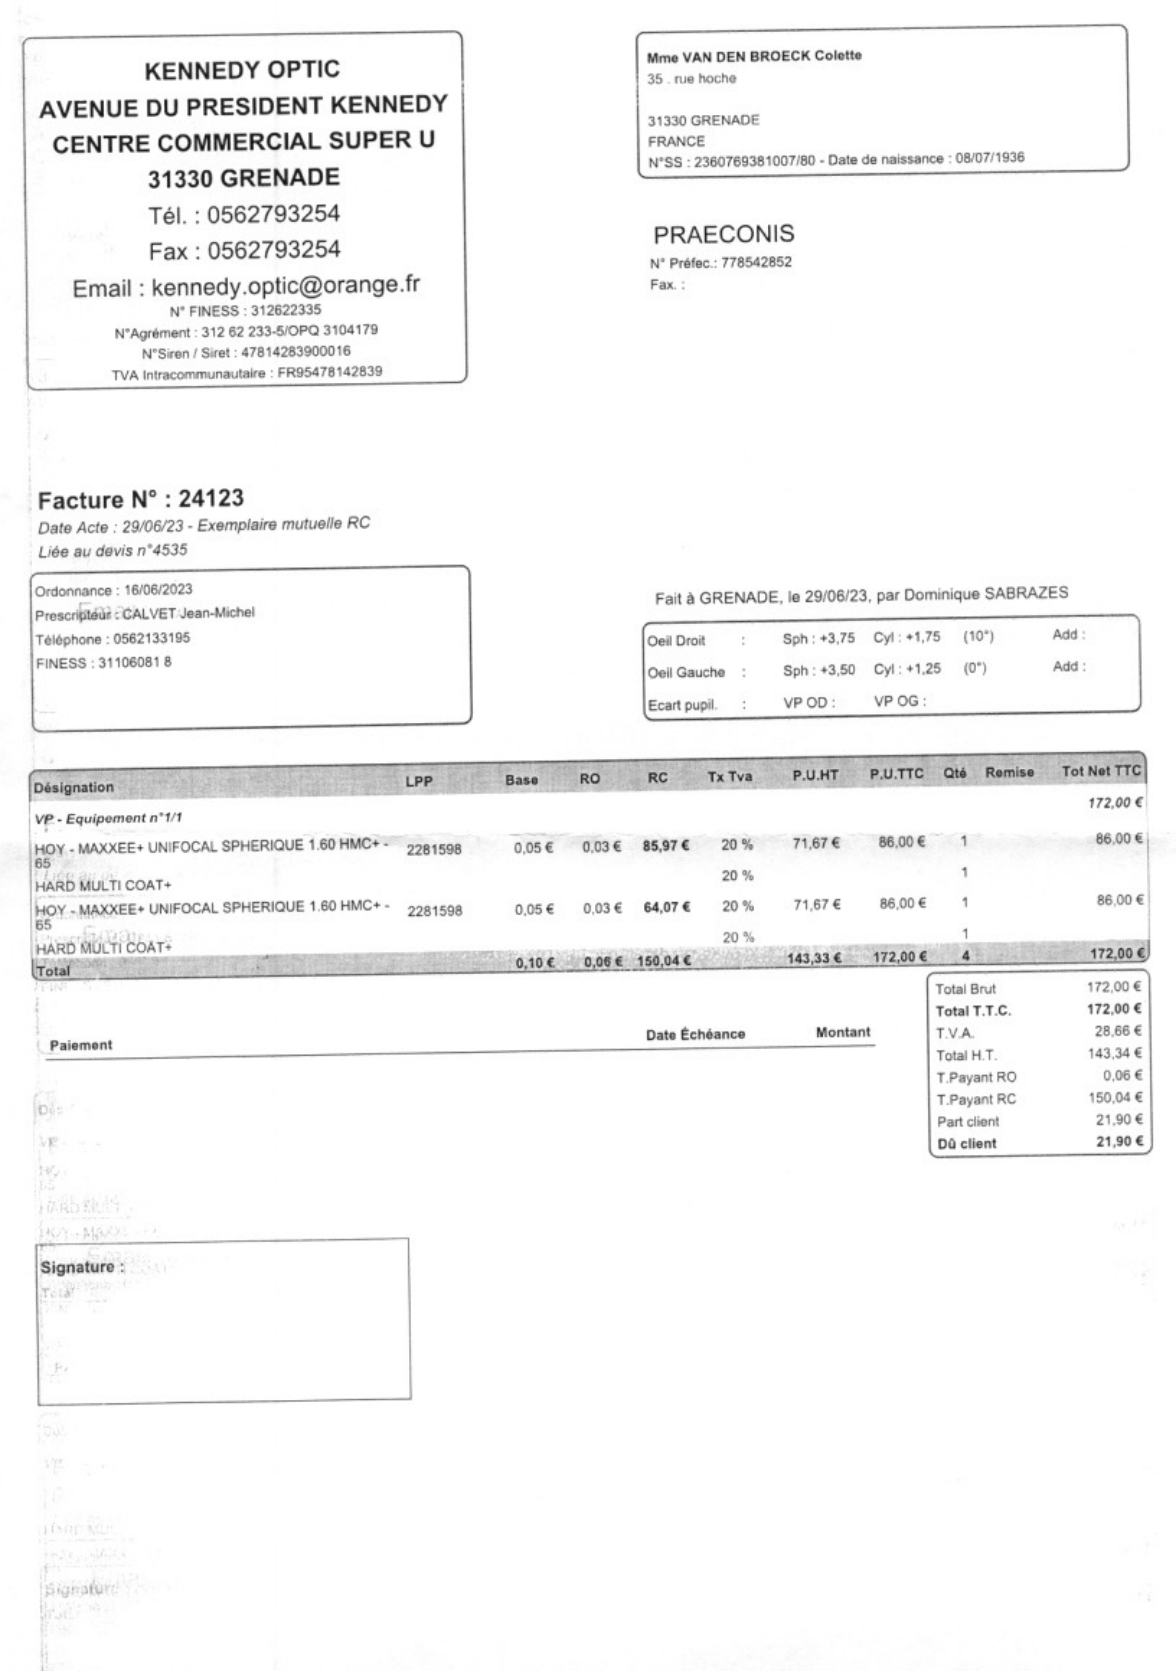 KENNEDY OPTIC
AVENUE DU PRESIDENT KENNEDY
CENTRE COMMERCIAL SUPER U
31330 GRENADE
Tél. : 0562793254
Fax : 0562793254
Email : kennedy.optic@orange.fr
N° FINESS : 312622335
N°Agrément : 312 62 233-5/OPQ 3104179
N°Siren / Siret : 47814283900016
TVA Intracommunautaire : FR95478142839
Mme VAN DEN BROECK Colette
35 . rue hoche
31330 GRENADE
FRANCE
N°SS : 2360769381007/80 - Date de naissance : 08/07/1936
PRAECONIS
N° Préfec.: 778542852
Fax. :
Facture N° : 24123
Date Acte : 29/06/23 - Exemplaire mutuelle RC
Liée au devis n°4535
Ordonnance : 16/06/2023
Prescripteur : CALVET Jean-Michel
Téléphone : 0562133195
FINESS : 31106081 8
Fait à GRENADE, le 29/06/23, par Dominique SABRAZES
Oeil Droit : Sph : +3,75 Cyl : +1,75 (10°) Add :
Oeil Gauche : Sph : +3,50 Cyl : +1,25 (0°) Add :
Ecart pupil. : VP OD : VP OG :
Désignation LPP Base RO RC Tx Tva P.U.HT P.U.TTC Qté Remise Tot Net TTC
VP - Equipement n°1/1 172,00 €
HOY - MAXXEE+ UNIFOCAL SPHERIQUE 1.60 HMC+ - 2281598 0,05 € 0,03 € 85,97 € 20 % 71,67 € 86,00 € 1 86,00 €
65
HARD MULTI COAT+ 20 % 1
HOY - MAXXEE+ UNIFOCAL SPHERIQUE 1.60 HMC+ - 2281598 0,05 € 0,03 € 64,07 € 20 % 71,67 € 86,00 € 1 86,00 €
65
HARD MULTI COAT+ 20 % 1
Total 0,10 € 0,06 € 150,04 € 143,33 € 172,00 € 4 172,00 €
Total Brut 172,00 €
Total T.T.C. 172,00 €
T.V.A. 28,66 €
Total H.T. 143,34 €
T.Payant RO 0,06 €
T.Payant RC 150,04 €
Part client 21,90 €
Dû client 21,90 €
Paiement Date Échéance Montant
Signature :